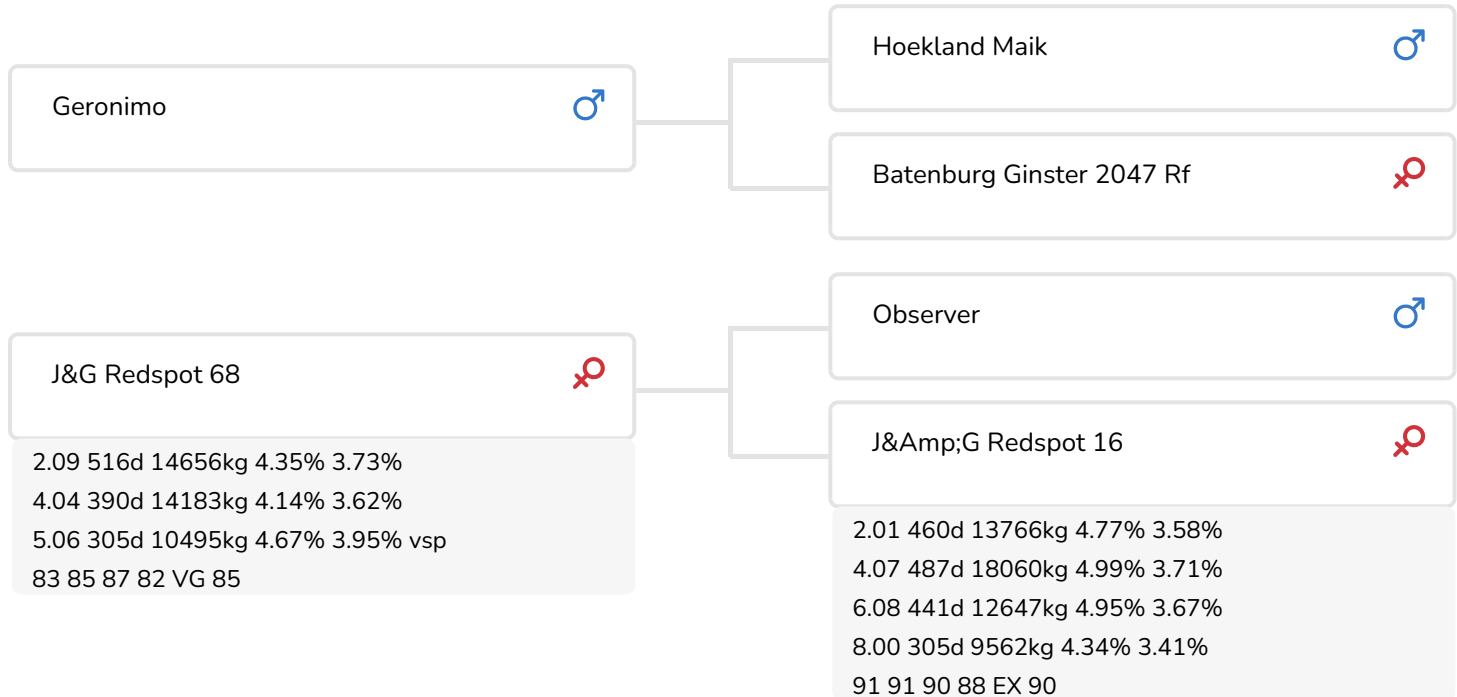 Geronimo
Hoekland Maik
Batenburg Ginster 2047 Rf
J&G Redspot 68
2.09 516d 14656kg 4.35% 3.73%
4.04 390d 14183kg 4.14% 3.62%
5.06 305d 10495kg 4.67% 3.95% vsp
83 85 87 82 VG 85
Observer
J&Amp;G Redspot 16
2.01 460d 13766kg 4.77% 3.58%
4.07 487d 18060kg 4.99% 3.71%
6.08 441d 12647kg 4.95% 3.67%
8.00 305d 9562kg 4.34% 3.41%
91 91 90 88 EX 90